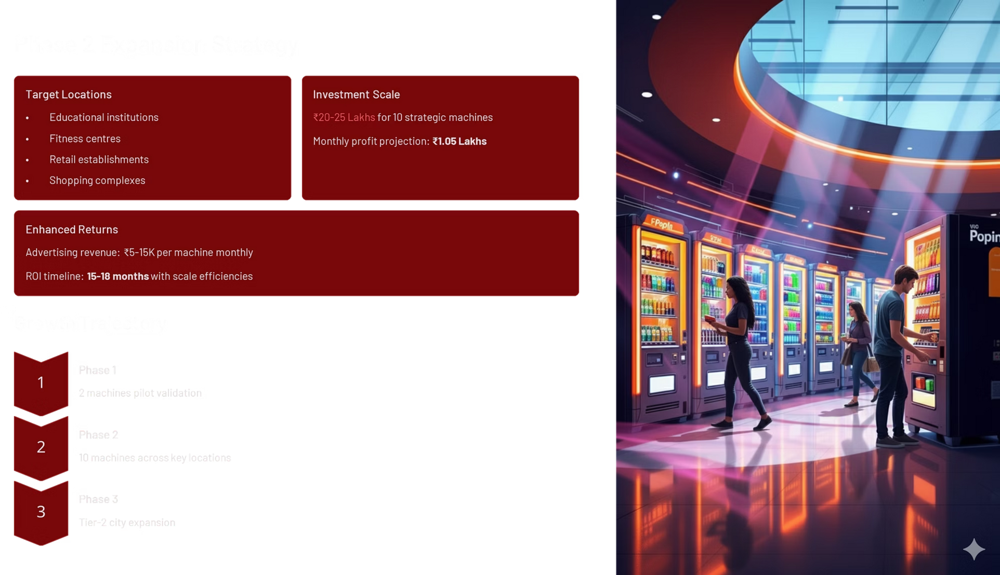 Phase 2 Expansion Strategy
Target Locations
• Educational institutions
• Fitness centres
• Retail establishments
• Shopping complexes
Investment Scale
₹20-25 Lakhs for 10 strategic machines
Monthly profit projection: ₹1.05 Lakhs
Enhanced Returns
Advertising revenue: ₹5-15K per machine monthly
ROI timeline: 15-18 months with scale efficiencies
Growth Trajectory
1
Phase 1
2 machines pilot validation
2
Phase 2
10 machines across key locations
3
Phase 3
Tier-2 city expansion
FPopIn
VIO
Popin